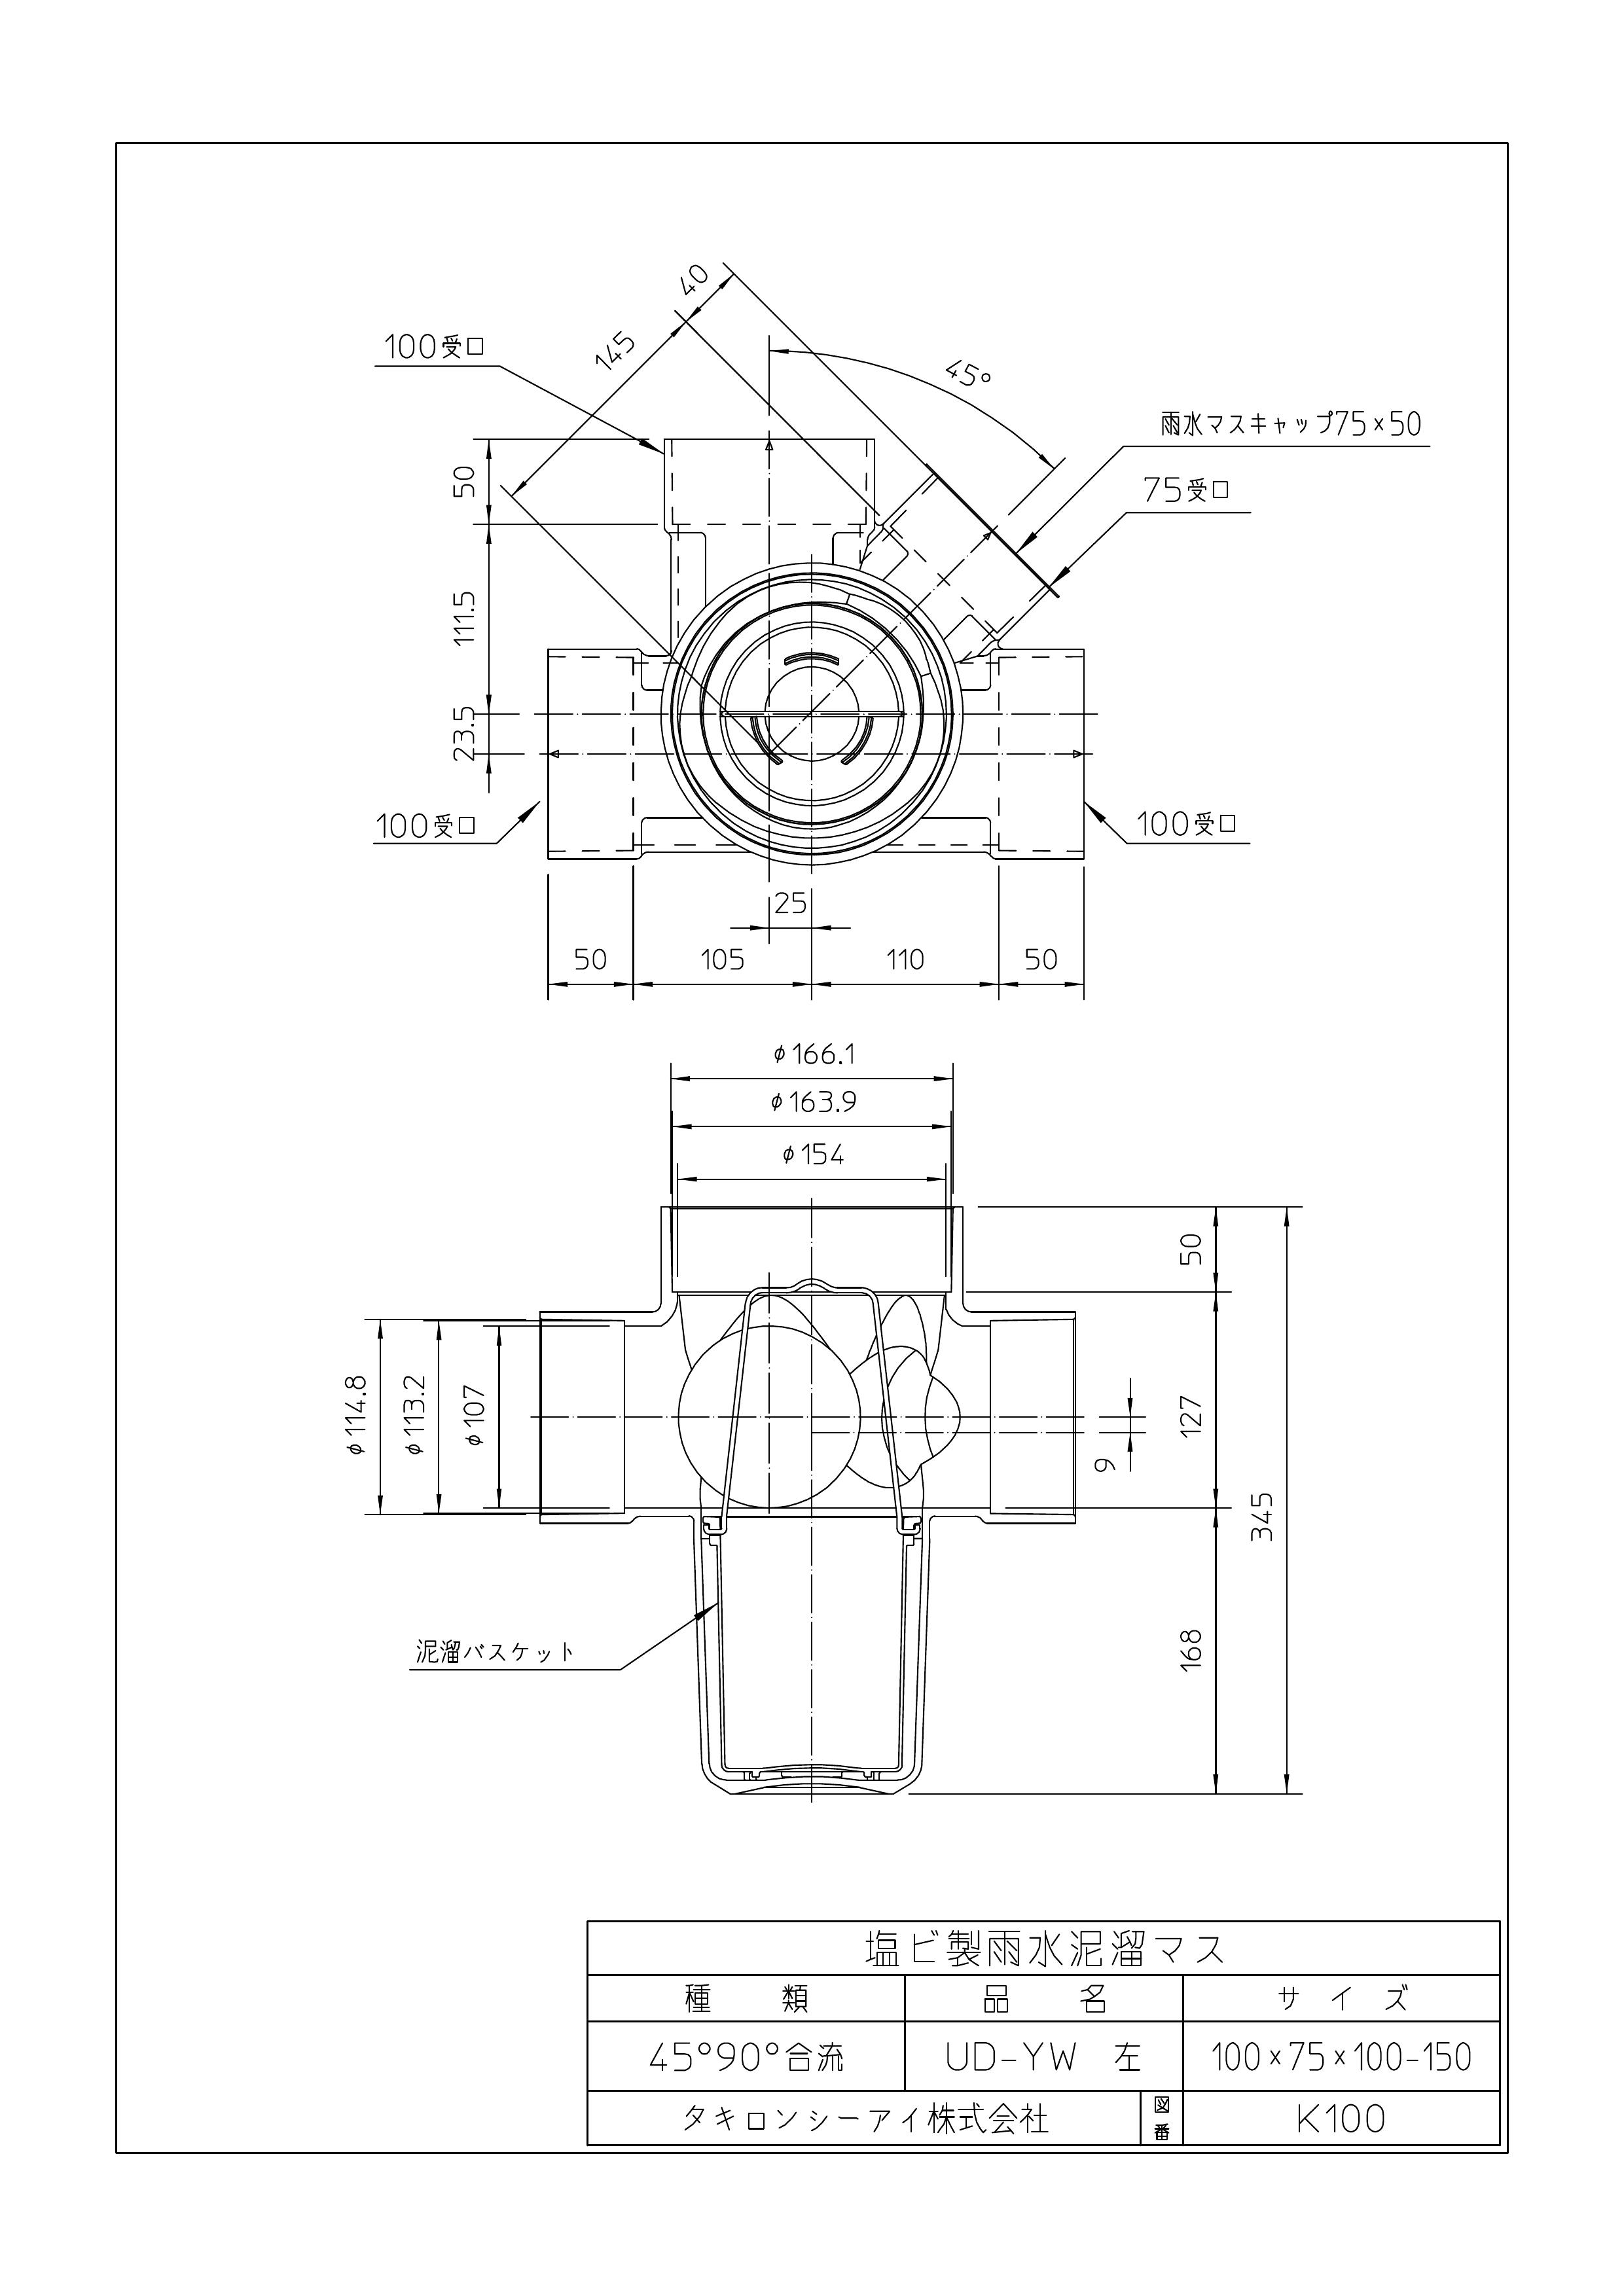 40
145
45°
100受口
雨水マスキャップ75×50
75受口
50
111.5
23.5
100受口
100受口
25
50
105
110
50
φ166.1
φ163.9
φ154
50
127
9
345
168
φ114.8
φ113.2
φ107
泥溜バスケット
塩ビ製雨水泥溜マス
種　類　品　名　サイズ
45°90°合流　UD-YW 左　100×75×100-150
タキロンシーアイ株式会社　図番　K100